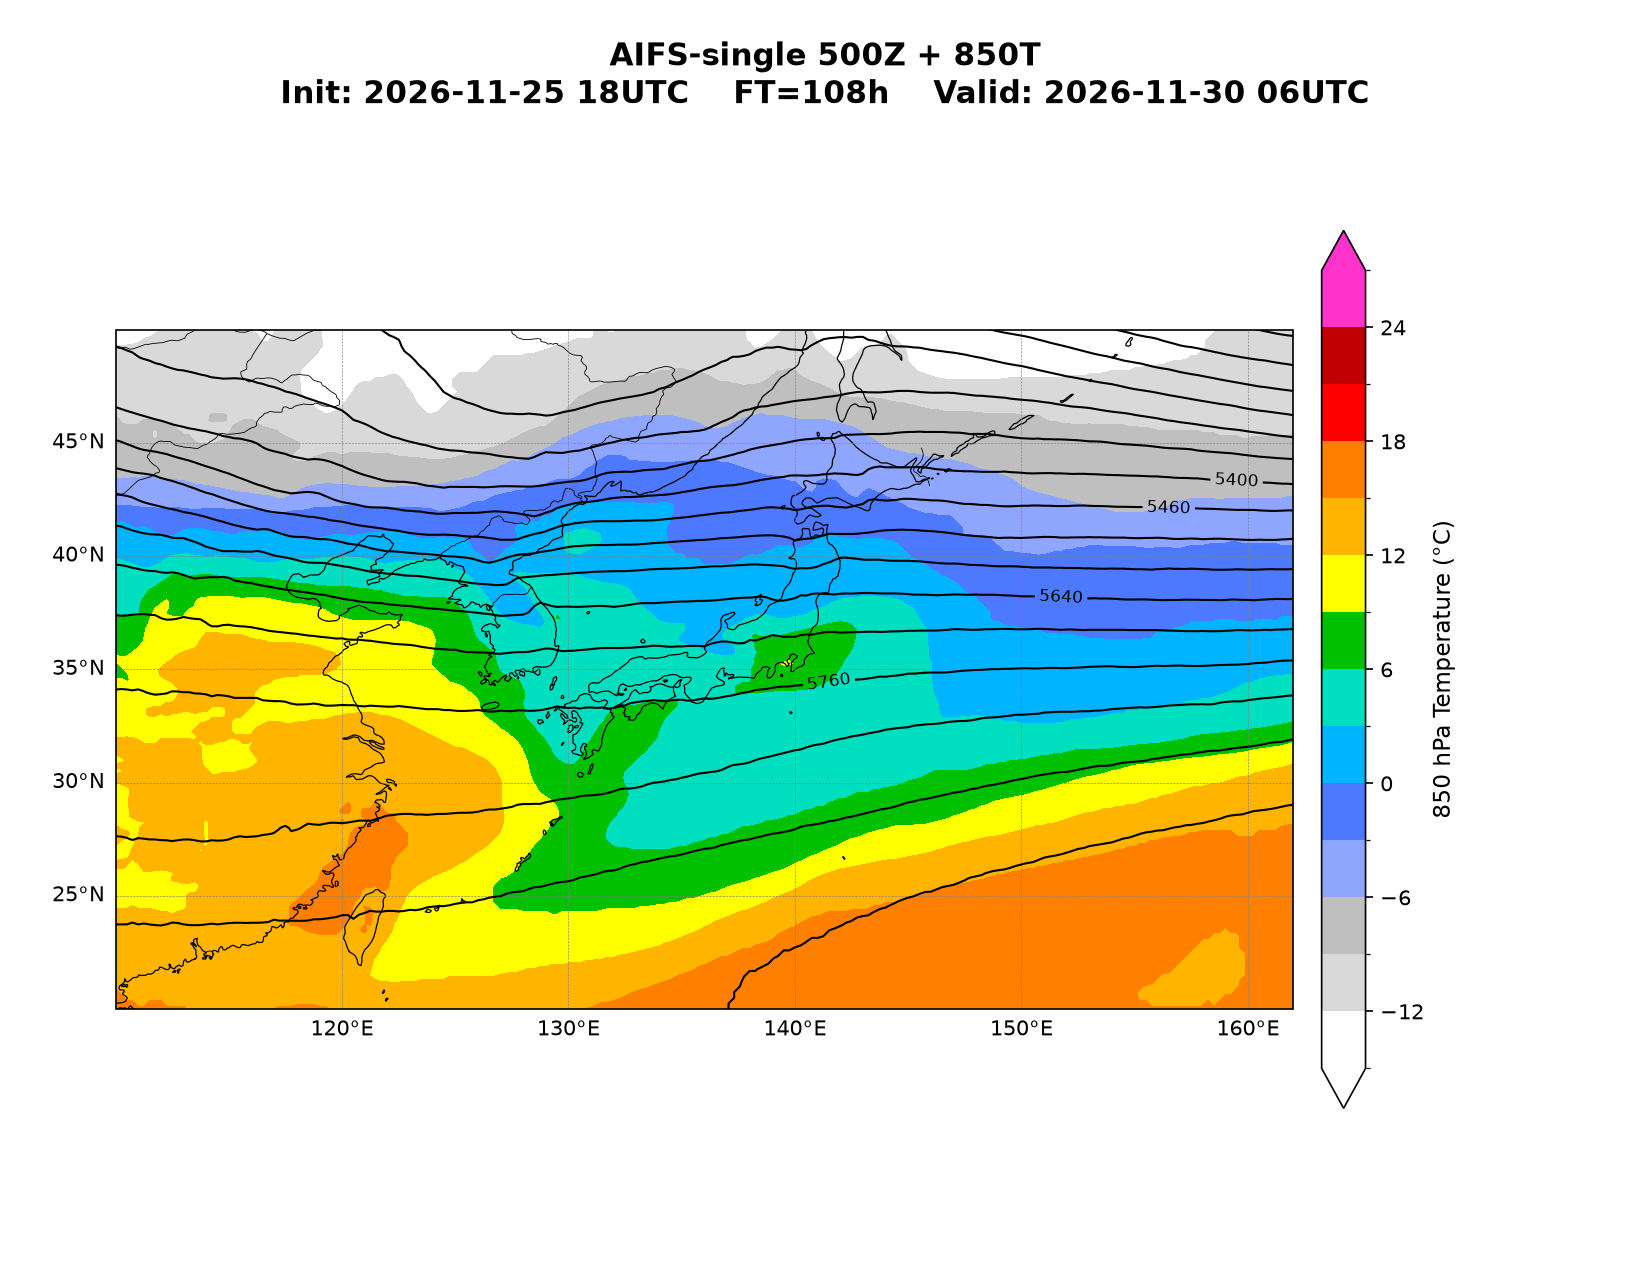 AIFS-single 500Z + 850T
Init: 2026-11-25 18UTC    FT=108h    Valid: 2026-11-30 06UTC
24
18
12
6
0
−6
−12
850 hPa Temperature (°C)
45°N
40°N
35°N
30°N
25°N
5400
5460
5640
5760
120°E
130°E
140°E
150°E
160°E